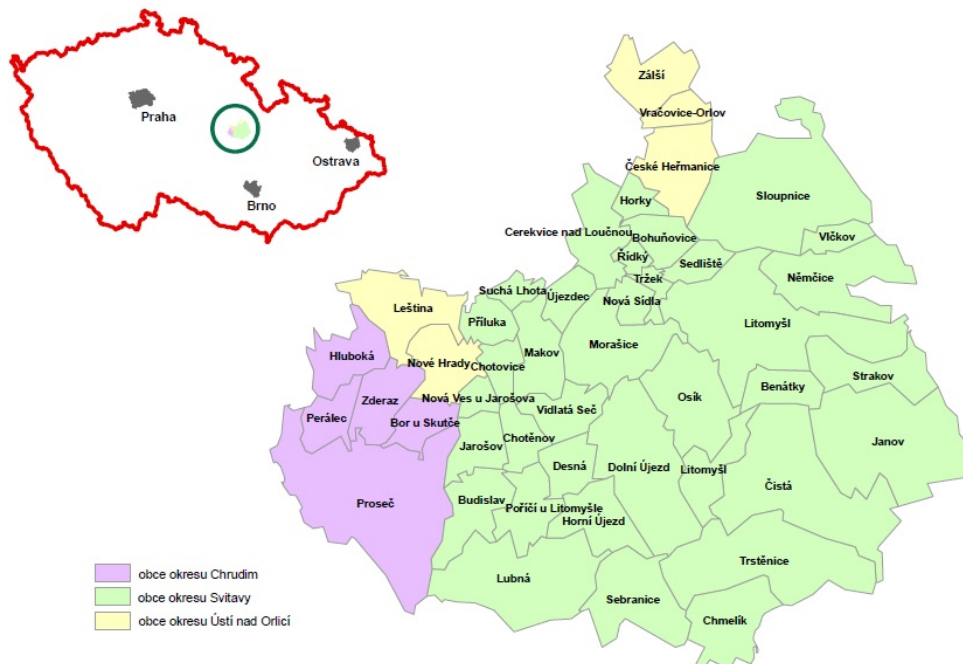 Praha
Ostrava
Brno
Zálší
Vračovice-Orlov
České Heřmanice
Sloupnice
Horky
Cerekvice nad Loučnou
Bohuňovice
Vlčkov
Řídký
Sedliště
Tržek
Němčice
Suchá Lhota
Újezdec
Nová Sídla
Leština
Příluka
Litomyšl
Morašice
Hluboká
Nové Hrady
Makov
Chotovice
Strakov
Benátky
Zderaz
Nová Ves u Jarošova
Osík
Perálec
Vidlatá Seč
Bor u Skutče
Jarošov
Chotěnov
Janov
Desná
Dolní Újezd
Litomyšl
Čistá
Proseč
Budislav
Poříčí u Litomyšle
Horní Újezd
Trstěnice
Lubná
Sebranice
Chmelík
obce okresu Chrudim
obce okresu Svitavy
obce okresu Ústí nad Orlicí